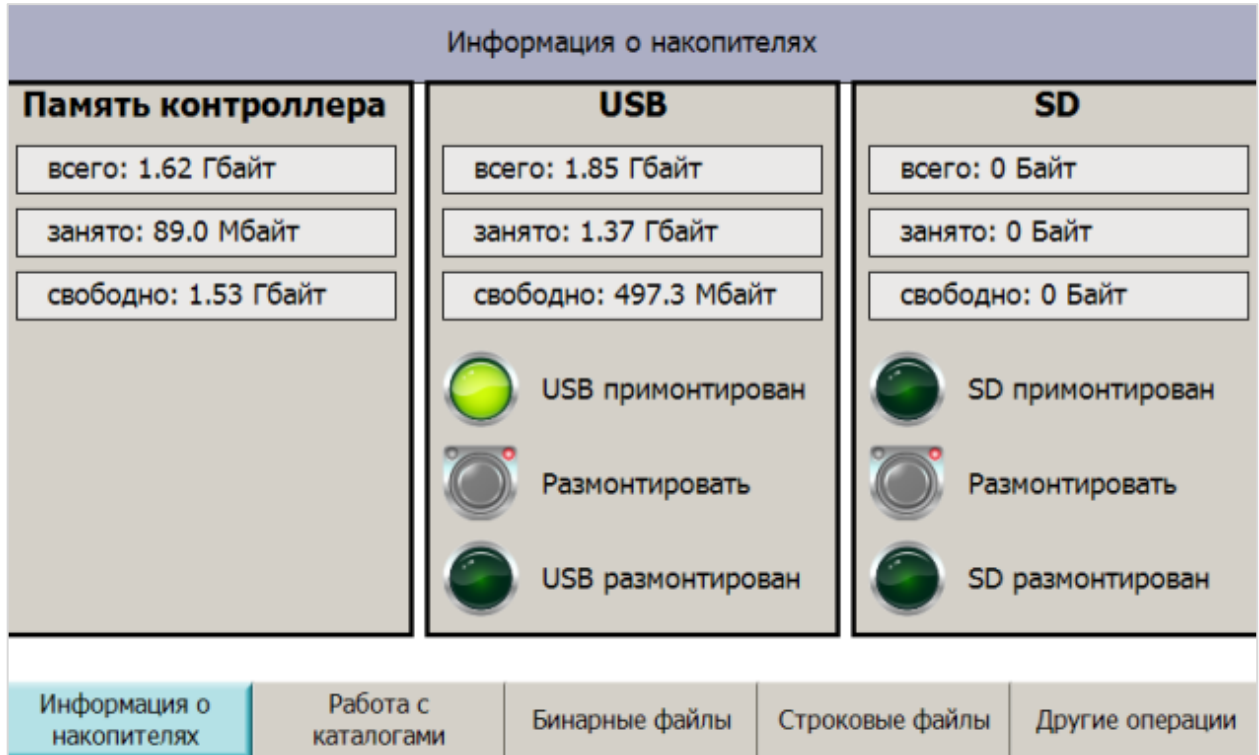 Информация о накопителях
Память контроллера
всего: 1.62 Гбайт
занято: 89.0 Мбайт
свободно: 1.53 Гбайт
USB
всего: 1.85 Гбайт
занято: 1.37 Гбайт
свободно: 497.3 Мбайт
USB примонтирован
Размонтировать
USB размонтирован
SD
всего: 0 Байт
занято: 0 Байт
свободно: 0 Байт
SD примонтирован
Размонтировать
SD размонтирован
Информация о
накопителях
Работа с
каталогами
Бинарные файлы
Строковые файлы
Другие операции